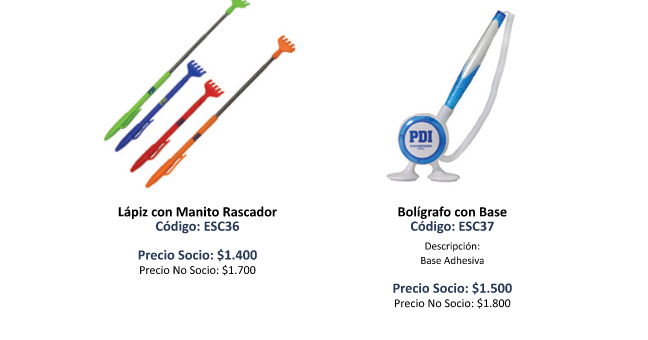 PDI
Lápiz con Manito Rascador
Código: ESC36
Precio Socio: $1.400
Precio No Socio: $1.700
Bolígrafo con Base
Código: ESC37
Descripción:
Base Adhesiva
Precio Socio: $1.500
Precio No Socio: $1.800